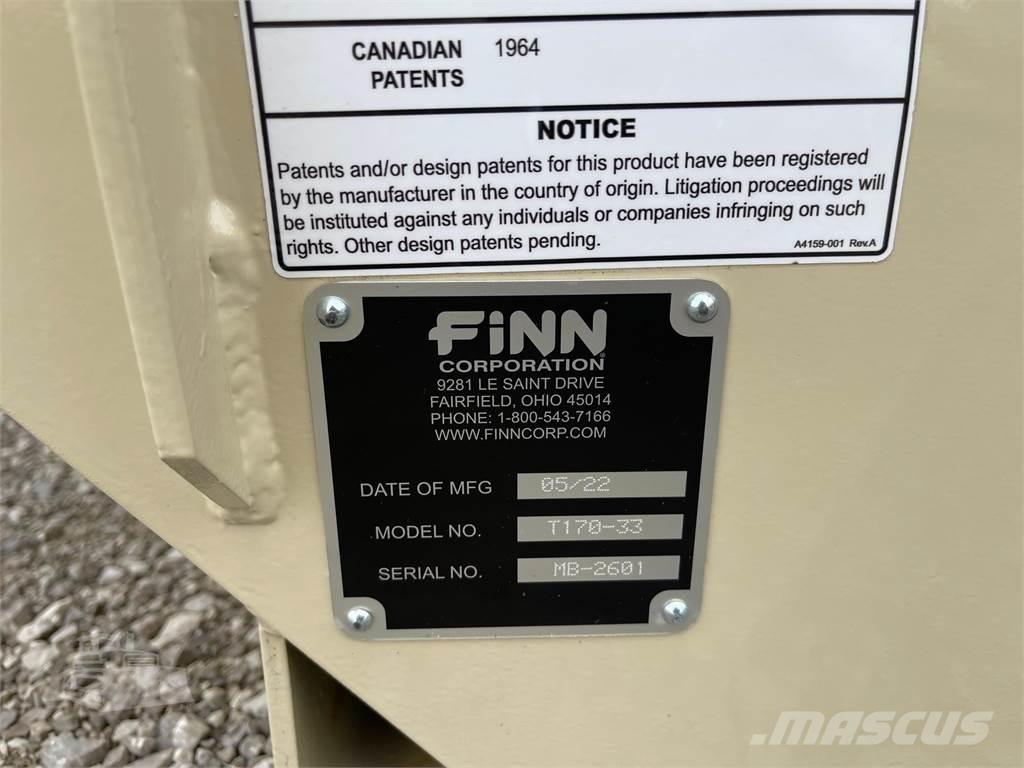 CANADIAN 1964
PATENTS
NOTICE
Patents and/or design patents for this product have been registered
by the manufacturer in the country of origin. Litigation proceedings will
be instituted against any individuals or companies infringing on such
rights. Other design patents pending.
A4159-001 Rev.A
FiNN
CORPORATION
9281 LE SAINT DRIVE
FAIRFIELD, OHIO 45014
PHONE: 1-800-543-7166
WWW.FINNCORP.COM
DATE OF MFG 05/22
MODEL NO. T170-33
SERIAL NO. MB-2601
MASCUS